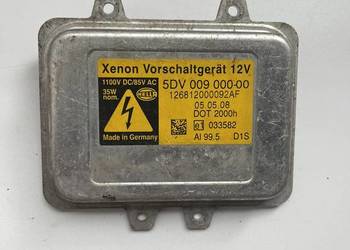 Xenon Vorschaltgerät 12V
1100V DC/85V AC
35W
nom.
HELLA
5DV 009 000-00
126812000092AF
05.05.08
DOT 2000h
e1 033582
Made in Germany
AI 99.5 D1S